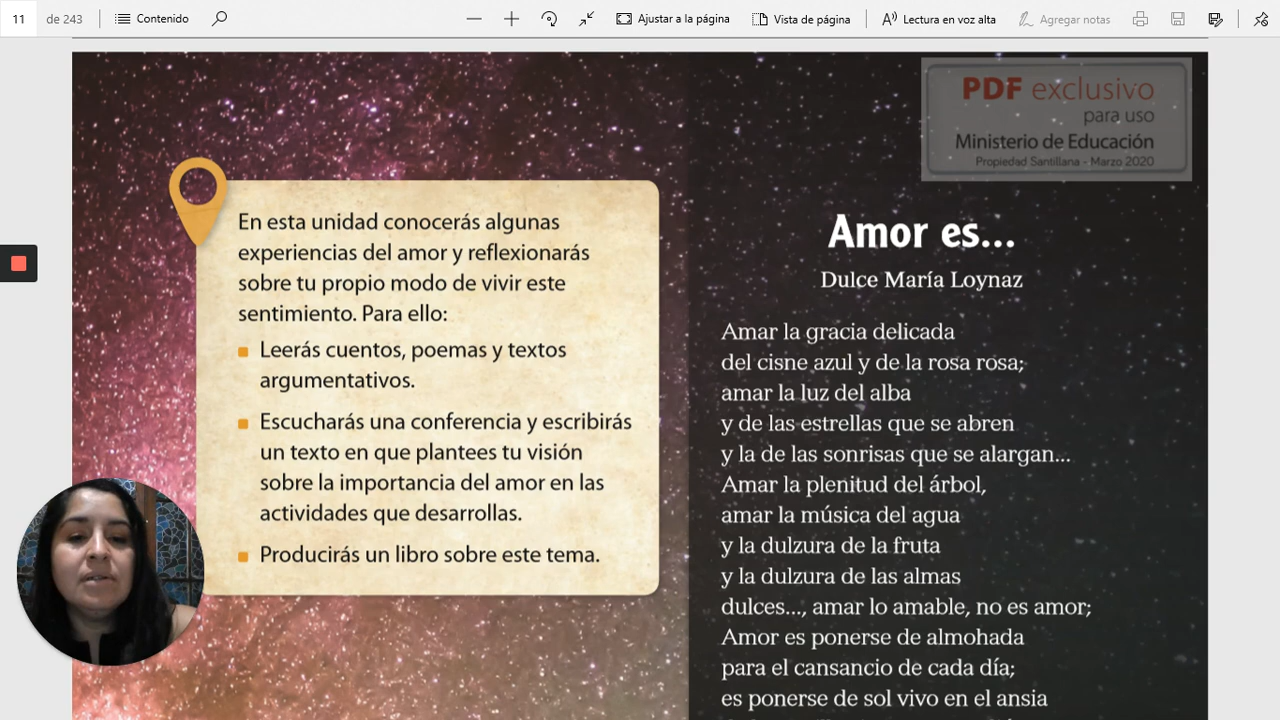 11 de 243 Contenido Ajustar a la página Vista de página Lectura en voz alta Agregar notas
PDF exclusivo
para uso
Ministerio de Educación
Propiedad Santillana - Marzo 2020
En esta unidad conocerás algunas
experiencias del amor y reflexionarás
sobre tu propio modo de vivir este
sentimiento. Para ello:
Leerás cuentos, poemas y textos
argumentativos.
Escucharás una conferencia y escribirás
un texto en que plantees tu visión
sobre la importancia del amor en las
actividades que desarrollas.
Producirás un libro sobre este tema.
Amor es...
Dulce María Loynaz
Amar la gracia delicada
del cisne azul y de la rosa rosa;
amar la luz del alba
y de las estrellas que se abren
y la de las sonrisas que se alargan...
Amar la plenitud del árbol,
amar la música del agua
y la dulzura de la fruta
y la dulzura de las almas
dulces..., amar lo amable, no es amor;
Amor es ponerse de almohada
para el cansancio de cada día;
es ponerse de sol vivo en el ansia